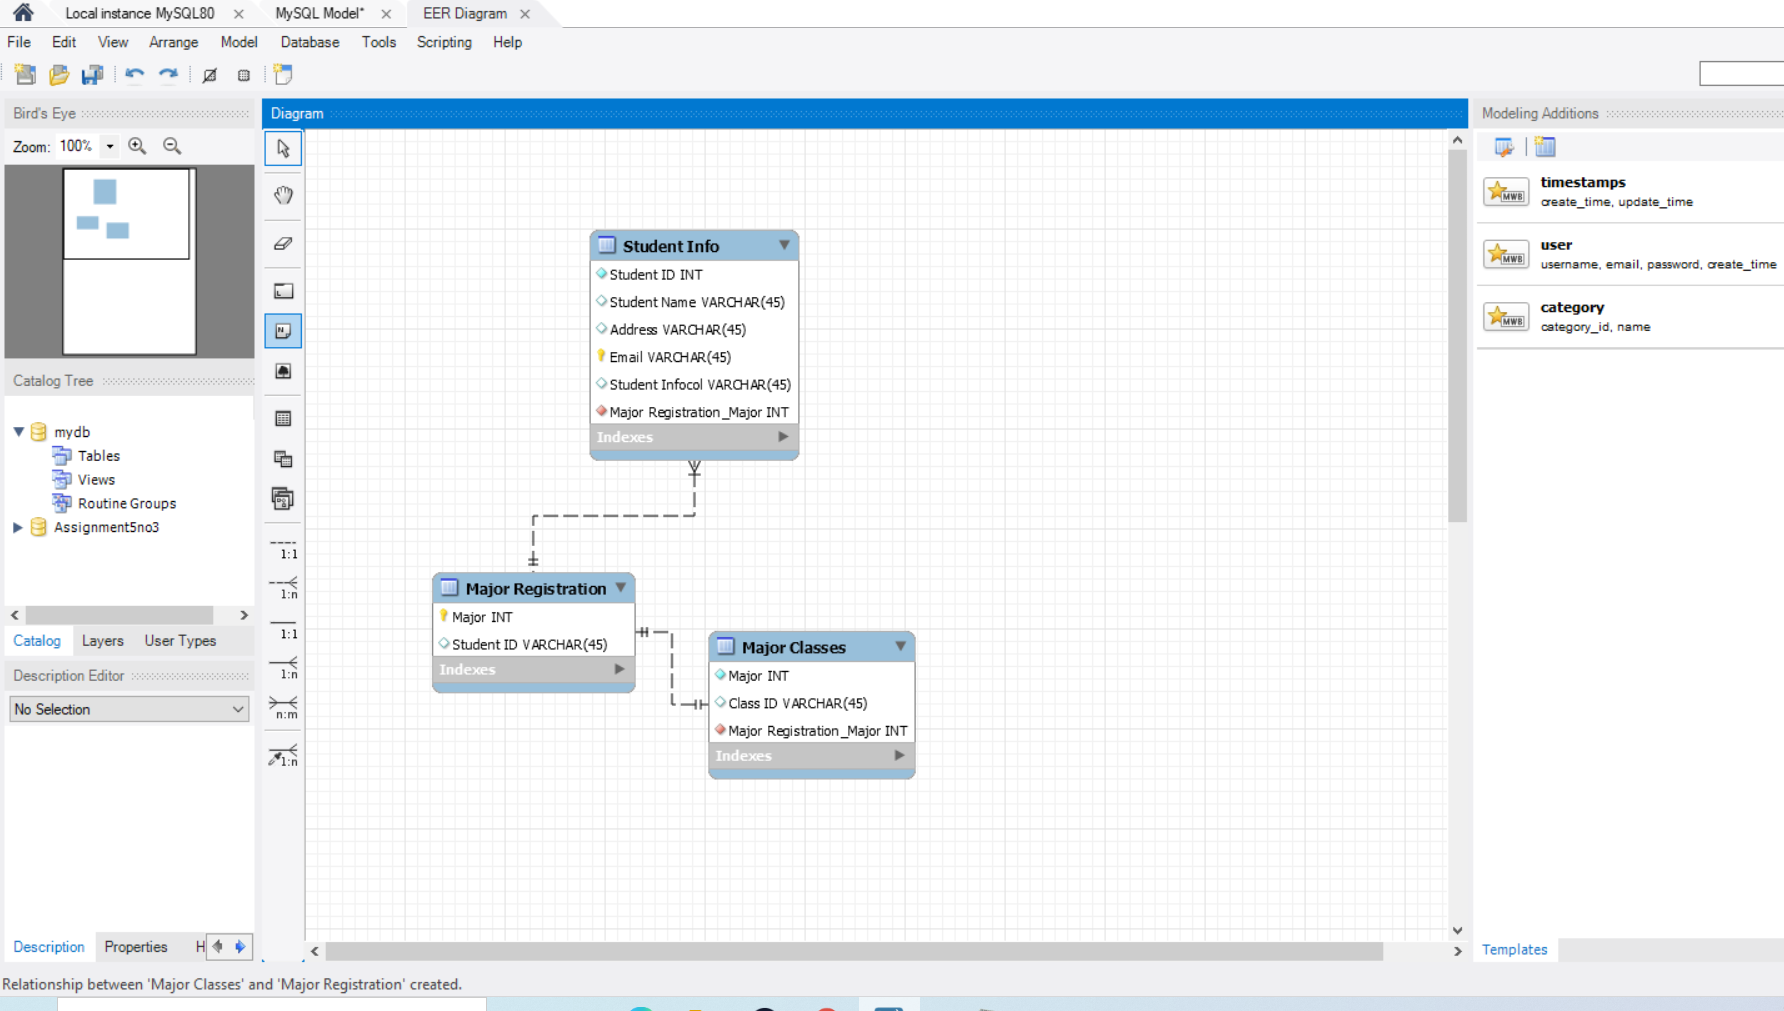 Local instance MySQL80
MySQL Model*
EER Diagram
File Edit View Arrange Model Database Tools Scripting Help
Bird's Eye
Zoom: 100%
Catalog Tree
mydb
Tables
Views
Routine Groups
Assignment5no3
Catalog Layers User Types
Description Editor
No Selection
Description Properties H
Diagram
1:1
1:n
1:1
1:n
n:m
1:n
Student Info
Student ID INT
Student Name VARCHAR(45)
Address VARCHAR(45)
Email VARCHAR(45)
Student Infocol VARCHAR(45)
Major Registration_Major INT
Indexes
Major Registration
Major INT
Student ID VARCHAR(45)
Indexes
Major Classes
Major INT
Class ID VARCHAR(45)
Major Registration_Major INT
Indexes
Modeling Additions
MWB
timestamps
create_time, update_time
MWB
user
username, email, password, create_time
MWB
category
category_id, name
Templates
Relationship between 'Major Classes' and 'Major Registration' created.